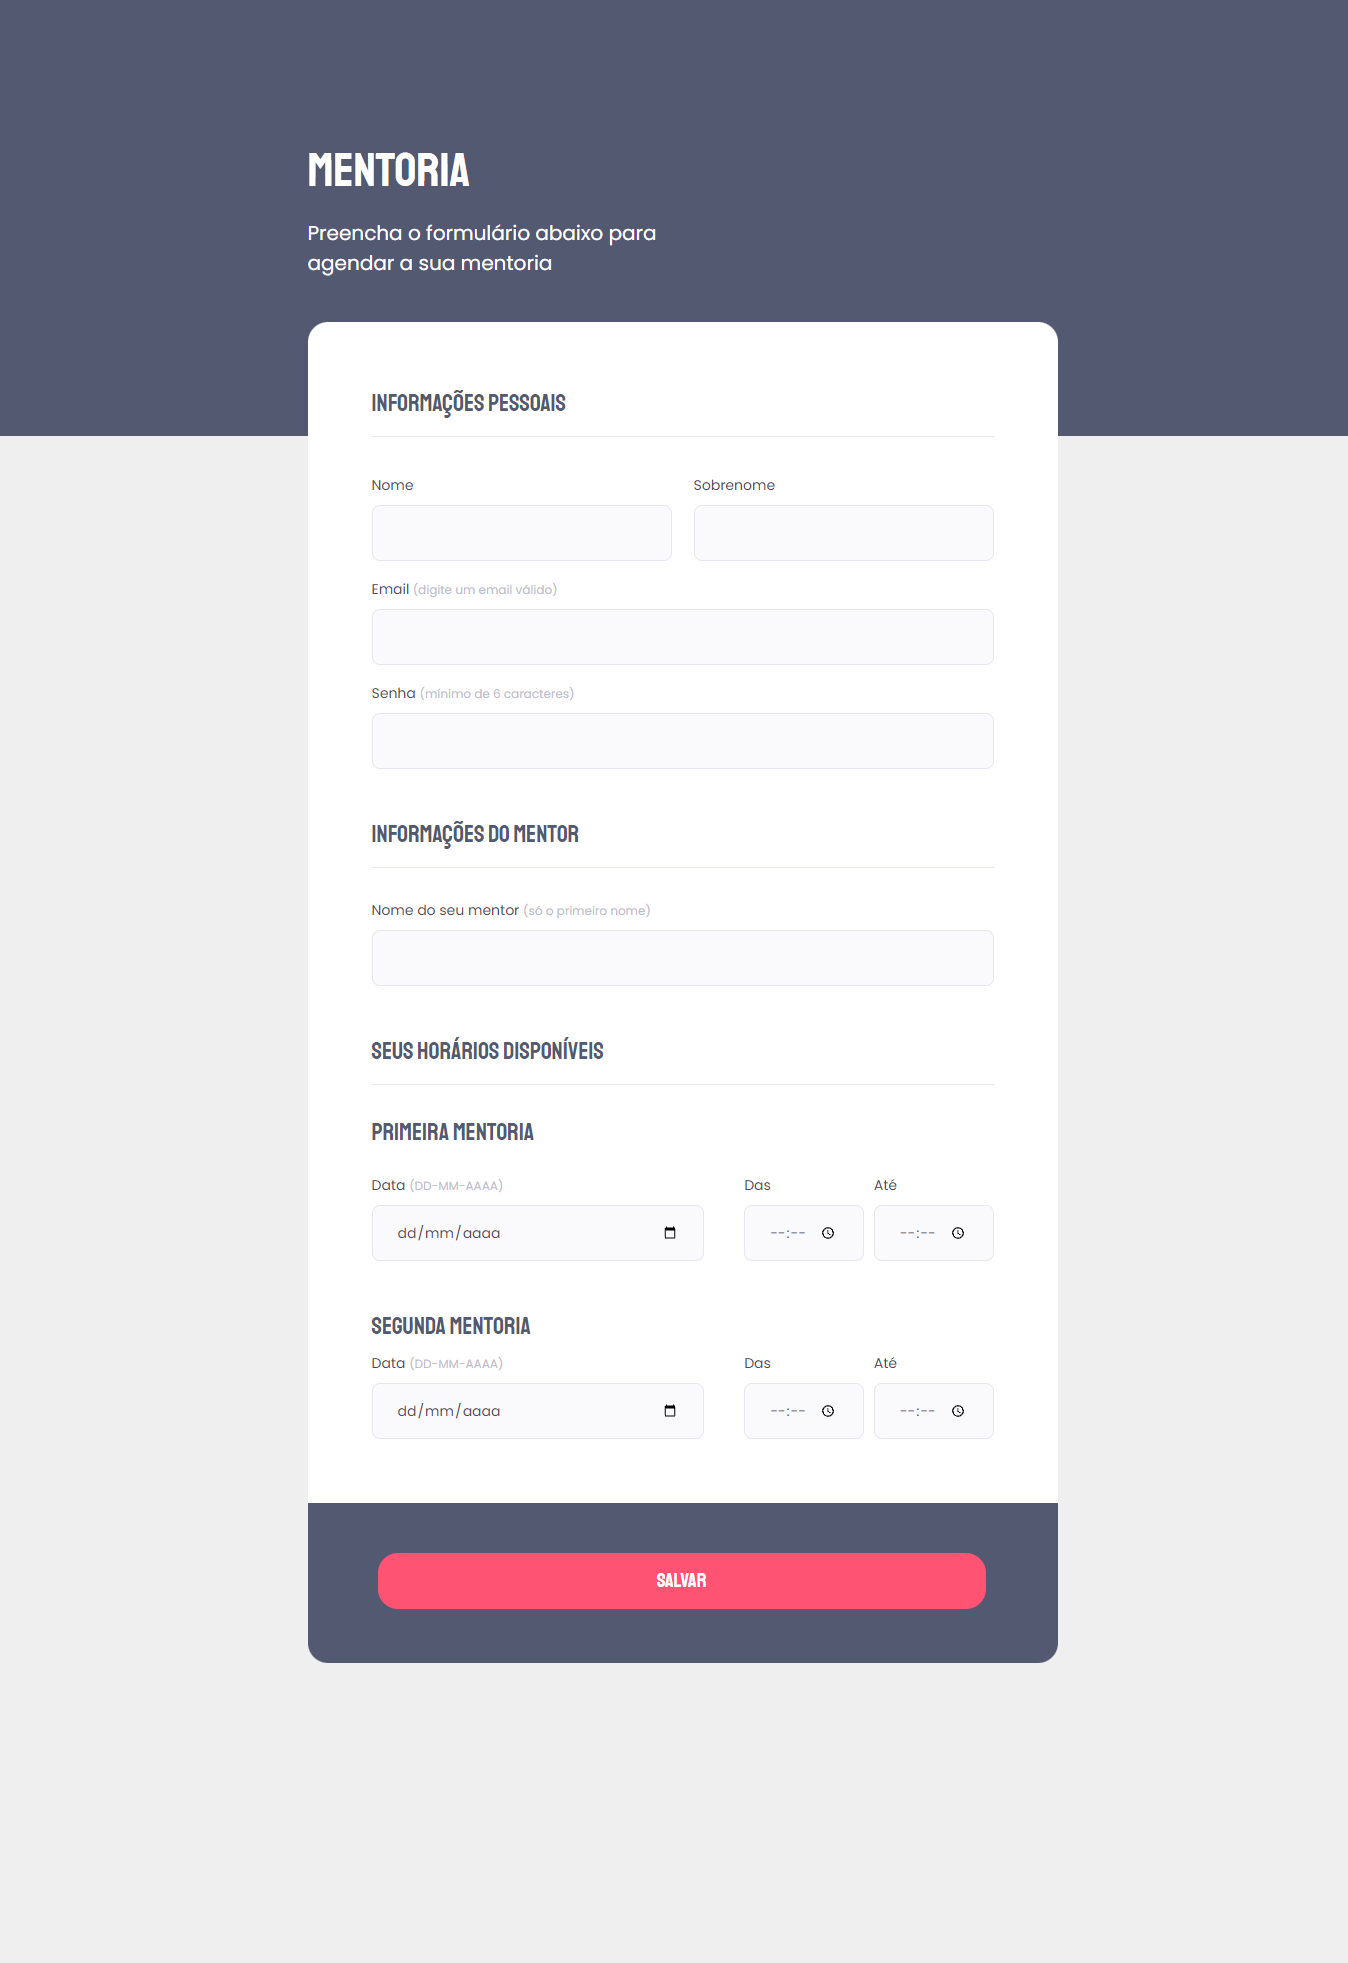 MENTORIA
Preencha o formulário abaixo para
agendar a sua mentoria
INFORMAÇÕES PESSOAIS
Nome Sobrenome
Email (digite um email válido)
Senha (mínimo de 6 caracteres)
INFORMAÇÕES DO MENTOR
Nome do seu mentor (só o primeiro nome)
SEUS HORÁRIOS DISPONÍVEIS
PRIMEIRA MENTORIA
Data (DD-MM-AAAA) Das Até
dd/mm/aaaa --:-- --:--
SEGUNDA MENTORIA
Data (DD-MM-AAAA) Das Até
dd/mm/aaaa --:-- --:--
SALVAR